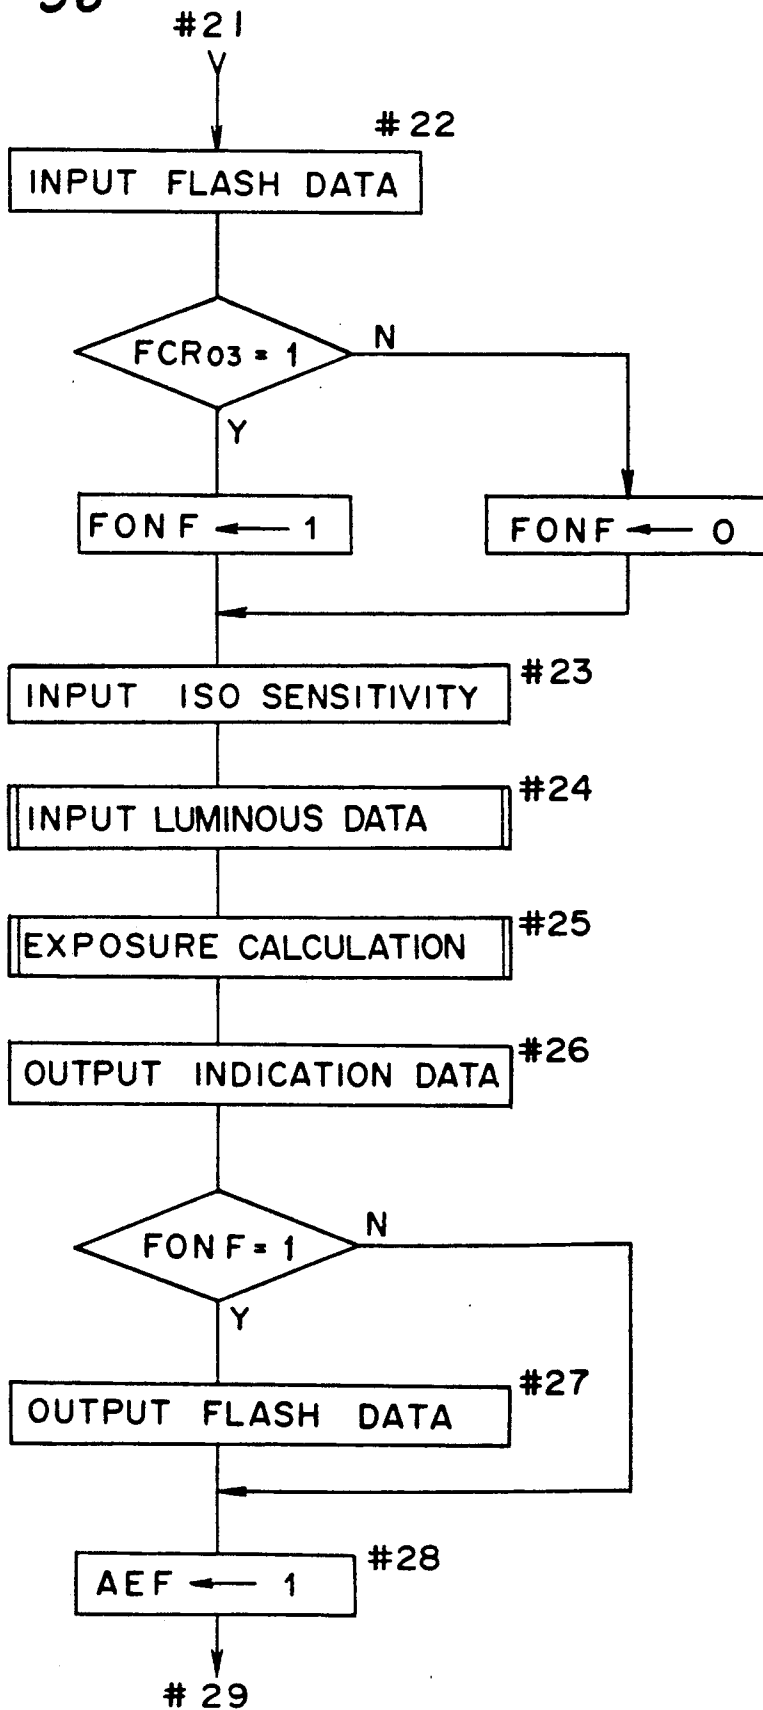 #21
#22
INPUT FLASH DATA
FCR03 = 1
N
Y
FONF ← 1
FONF ← 0
INPUT ISO SENSITIVITY
#23
INPUT LUMINOUS DATA
#24
EXPOSURE CALCULATION
#25
OUTPUT INDICATION DATA
#26
FONF = 1
N
Y
OUTPUT FLASH DATA
#27
AEF ← 1
#28
#29